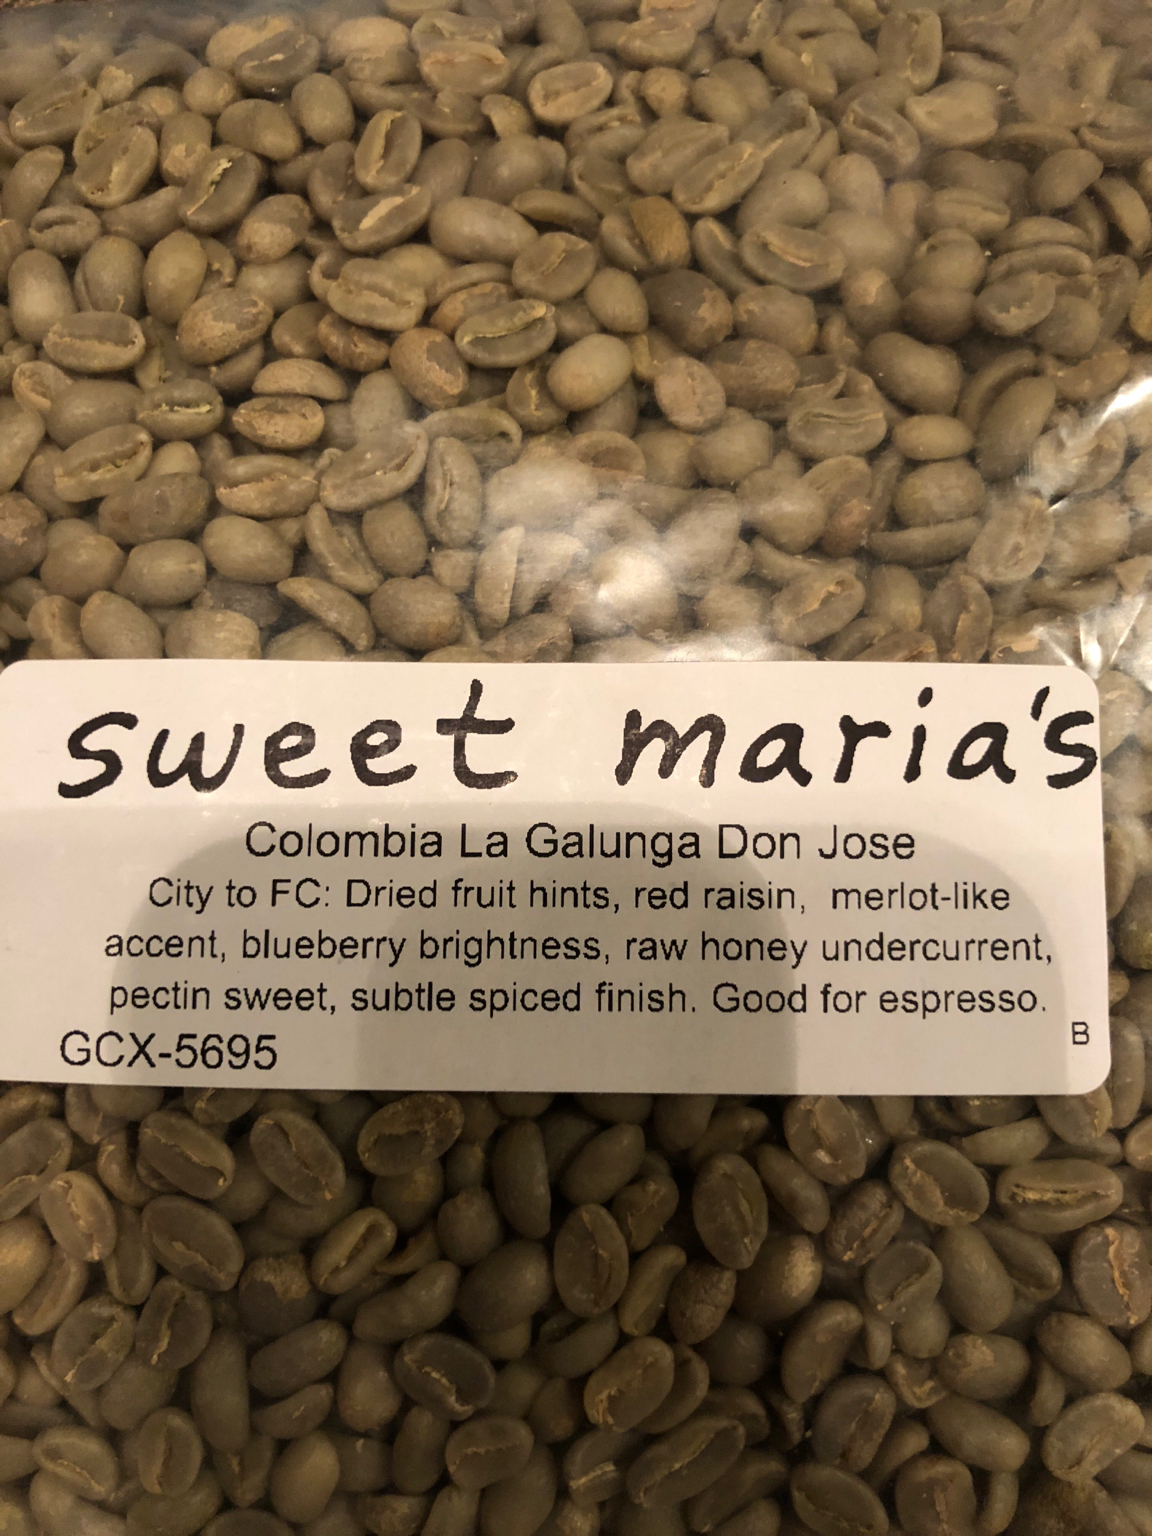 sweet maria's
Colombia La Galunga Don Jose
City to FC: Dried fruit hints, red raisin, merlot-like
accent, blueberry brightness, raw honey undercurrent,
pectin sweet, subtle spiced finish. Good for espresso.
GCX-5695
B